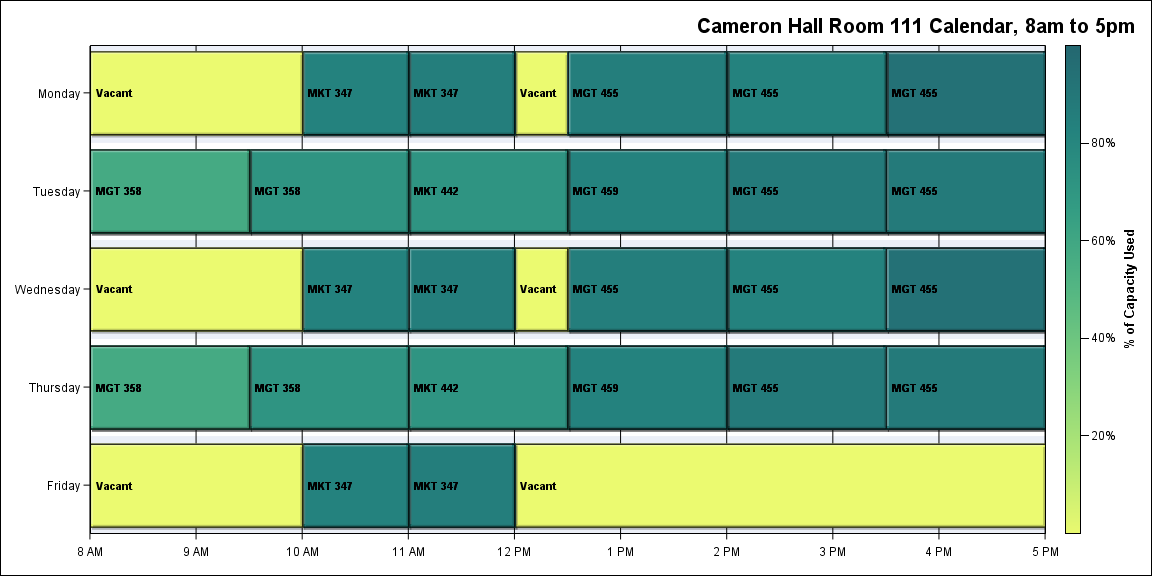 Cameron Hall Room 111 Calendar, 8am to 5pm
Monday
Vacant
MKT 347
MKT 347
Vacant
MGT 455
MGT 455
MGT 455
Tuesday
MGT 358
MGT 358
MKT 442
MGT 459
MGT 455
MGT 455
Wednesday
Vacant
MKT 347
MKT 347
Vacant
MGT 455
MGT 455
MGT 455
Thursday
MGT 358
MGT 358
MKT 442
MGT 459
MGT 455
MGT 455
Friday
Vacant
MKT 347
MKT 347
Vacant
8 AM
9 AM
10 AM
11 AM
12 PM
1 PM
2 PM
3 PM
4 PM
5 PM
80%
60%
40%
20%
% of Capacity Used